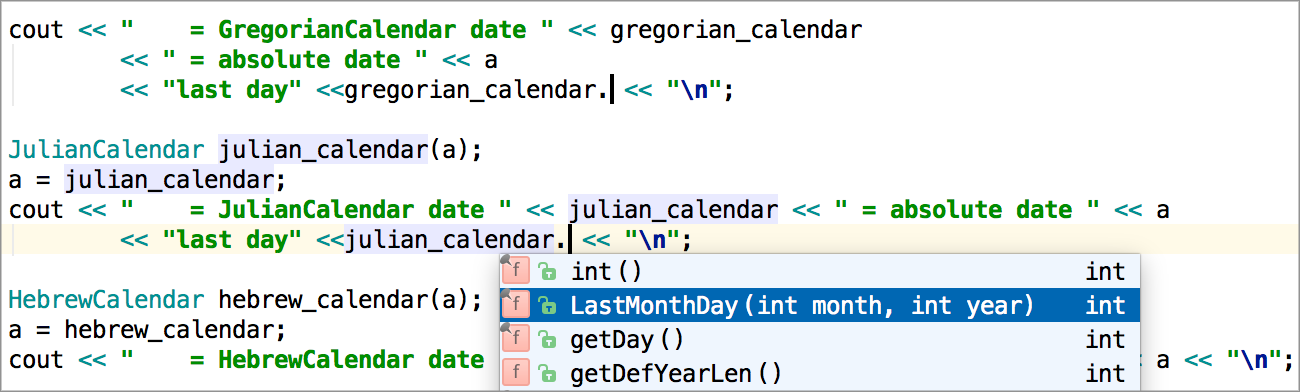 cout << "    = GregorianCalendar date " << gregorian_calendar
        << " = absolute date " << a
        << "last day" <<gregorian_calendar. << "\n";
JulianCalendar julian_calendar(a);
a = julian_calendar;
cout << "    = JulianCalendar date " << julian_calendar << " = absolute date " << a
        << "last day" <<julian_calendar. << "\n";
f int() int
HebrewCalendar hebrew_calendar(a);
f LastMonthDay(int month, int year) int
a = hebrew_calendar;
f getDay() int
cout << "    = HebrewCalendar date a << "\n";
f getDefYearLen() int